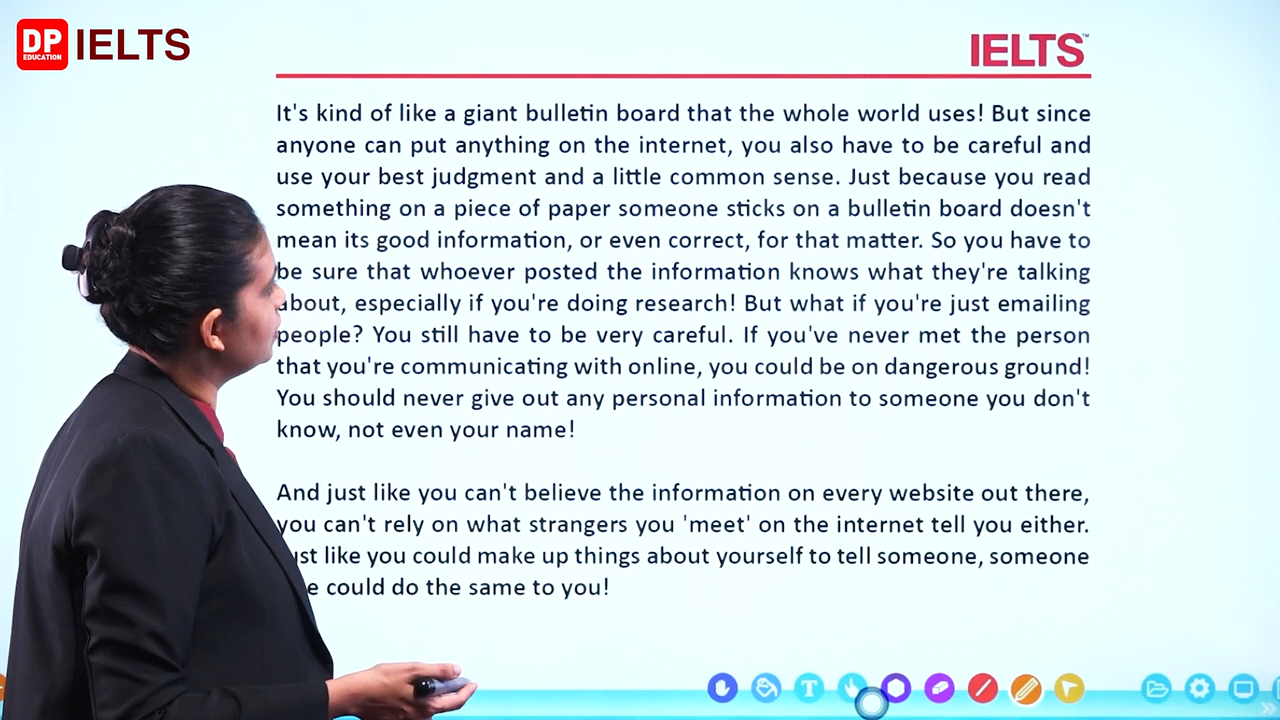 DP
EDUCATION
IELTS
IELTS™
It's kind of like a giant bulletin board that the whole world uses! But since
anyone can put anything on the internet, you also have to be careful and
use your best judgment and a little common sense. Just because you read
something on a piece of paper someone sticks on a bulletin board doesn't
mean its good information, or even correct, for that matter. So you have to
be sure that whoever posted the information knows what they're talking
about, especially if you're doing research! But what if you're just emailing
people? You still have to be very careful. If you've never met the person
that you're communicating with online, you could be on dangerous ground!
You should never give out any personal information to someone you don't
know, not even your name!
And just like you can't believe the information on every website out there,
you can't rely on what strangers you 'meet' on the internet tell you either.
like you could make up things about yourself to tell someone, someone
could do the same to you!
T